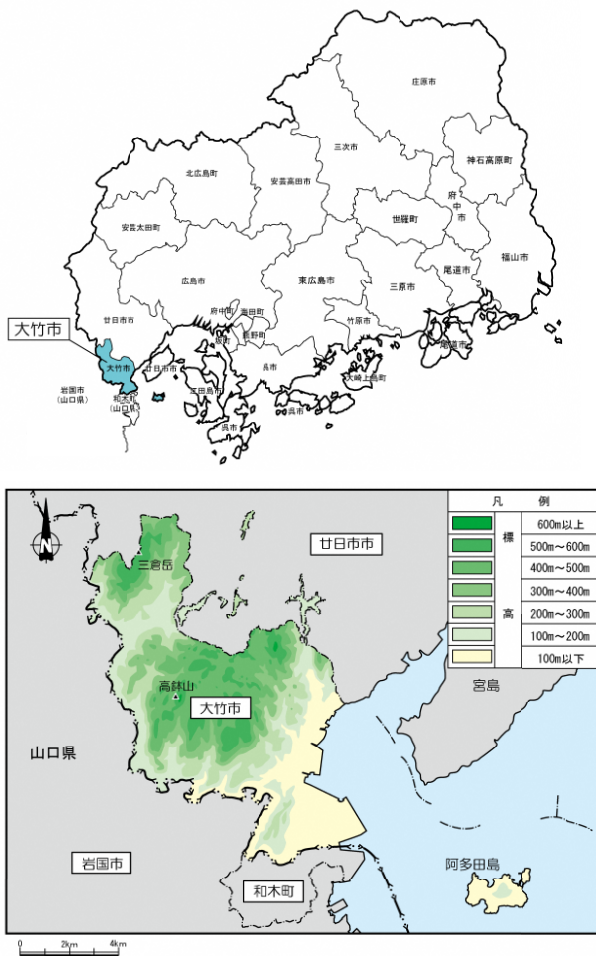 庄原市
三次市
神石高原町
北広島町
安芸高田市
府中市
世羅町
安芸太田町
福山市
広島市
東広島市
三原市
尾道市
府中町
海田町
廿日市市
竹原市
大竹市
坂町
熊野町
尾道市
大竹市
廿日市市
呉市
大崎上島町
岩国市
(山口県)
和木町
(山口県)
江田島市
呉市
呉市
凡 例
標高
600m以上
500m～600m
400m～500m
300m～400m
200m～300m
100m～200m
100m以下
N
廿日市市
三倉岳
宮島
高鉢山
大竹市
山口県
岩国市
阿多田島
和木町
0 2km 4km